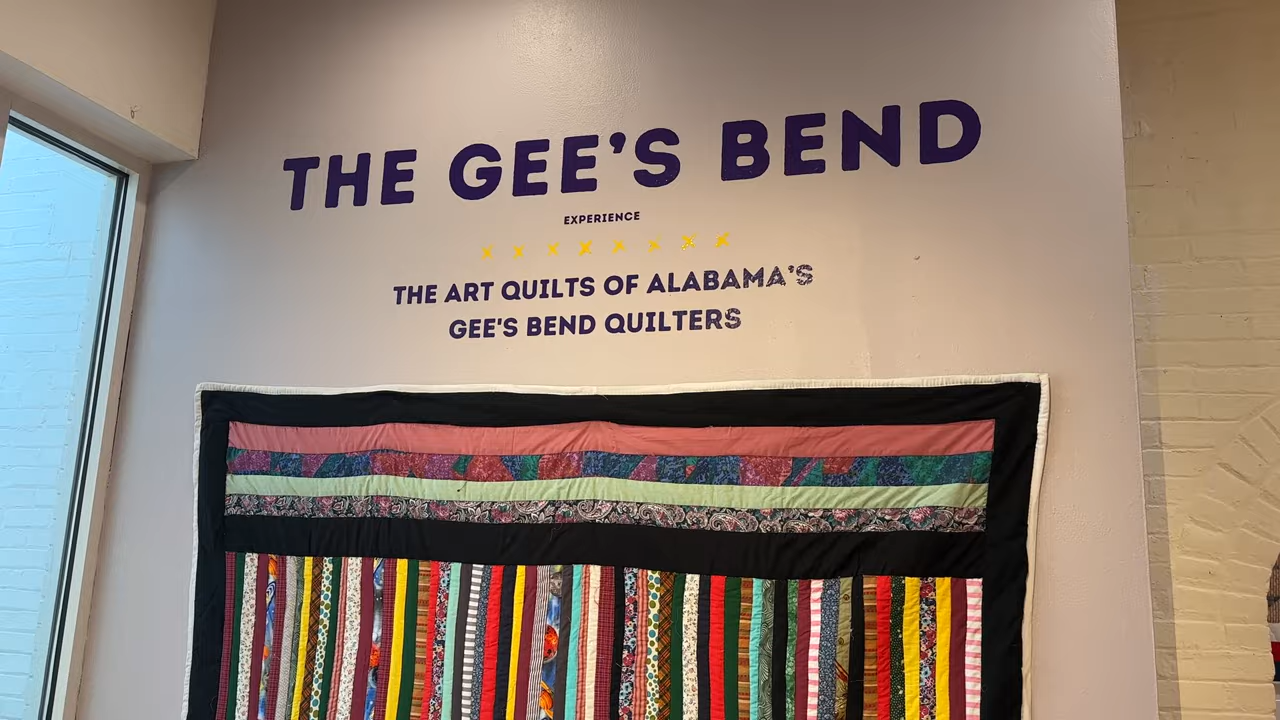 THE GEE'S BEND
EXPERIENCE
THE ART QUILTS OF ALABAMA'S
GEE'S BEND QUILTERS